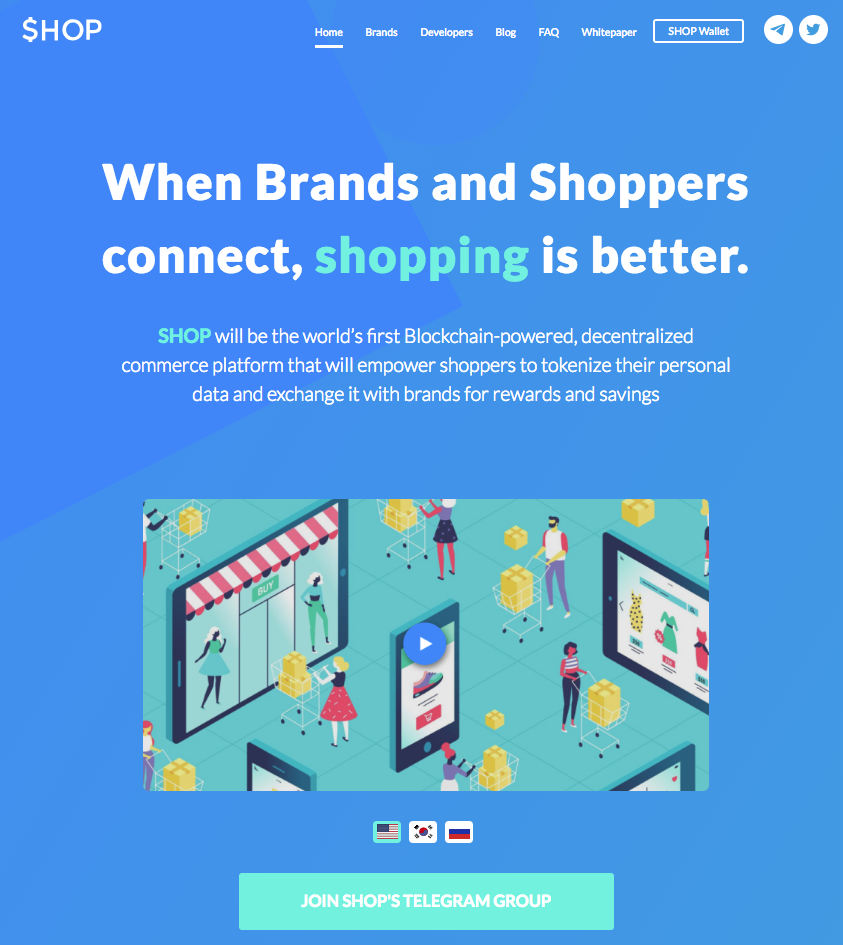 $HOP
Home Brands Developers Blog FAQ Whitepaper SHOP Wallet
When Brands and Shoppers
connect, shopping is better.
SHOP will be the world's first Blockchain-powered, decentralized
commerce platform that will empower shoppers to tokenize their personal
data and exchange it with brands for rewards and savings
BUY
JOIN SHOP'S TELEGRAM GROUP